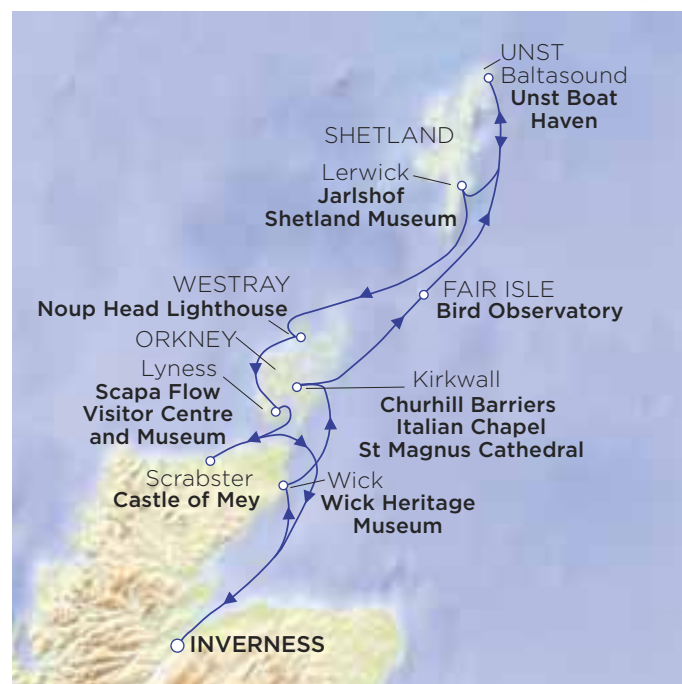 UNST
Baltasound
Unst Boat
Haven
SHETLAND
Lerwick
Jarlshof
Shetland Museum
WESTRAY
Noup Head Lighthouse
FAIR ISLE
Bird Observatory
ORKNEY
Lyness
Scapa Flow
Visitor Centre
and Museum
Kirkwall
Churhill Barriers
Italian Chapel
St Magnus Cathedral
Scrabster
Castle of Mey
Wick
Wick Heritage
Museum
INVERNESS